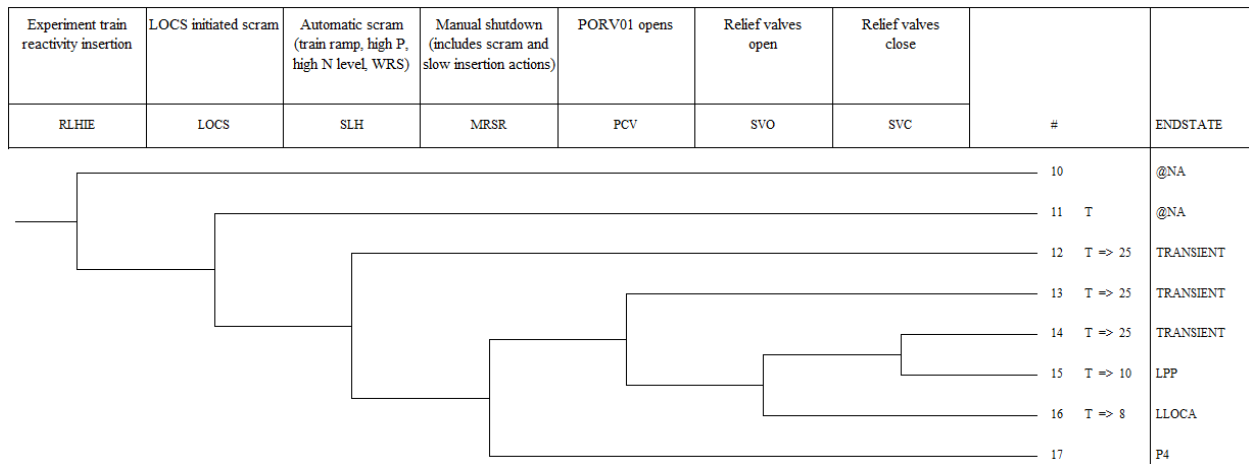 Experiment train
reactivity insertion
LOCS initiated scram
Automatic scram
(train ramp, high P,
high N level, WRS)
Manual shutdown
(includes scram and
slow insertion actions)
PORV01 opens
Relief valves
open
Relief valves
close
RLHIE
LOCS
SLH
MRSR
PCV
SVO
SVC
#
ENDSTATE
10 @NA
11 T @NA
12 T => 25 TRANSIENT
13 T => 25 TRANSIENT
14 T => 25 TRANSIENT
15 T => 10 LPP
16 T => 8 LLOCA
17 P4